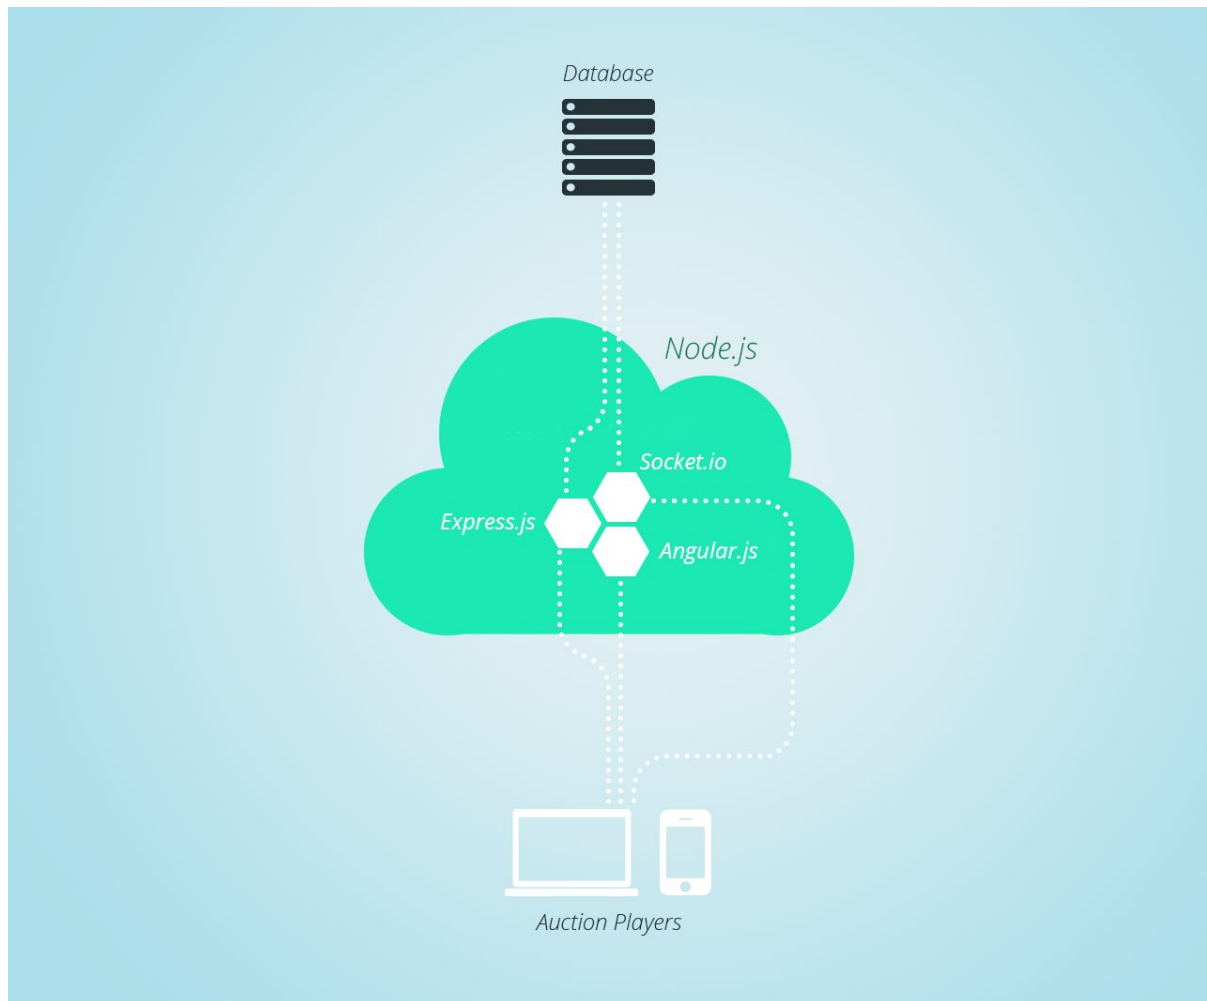 Database
Node.js
Socket.io
Express.js
Angular.js
Auction Players